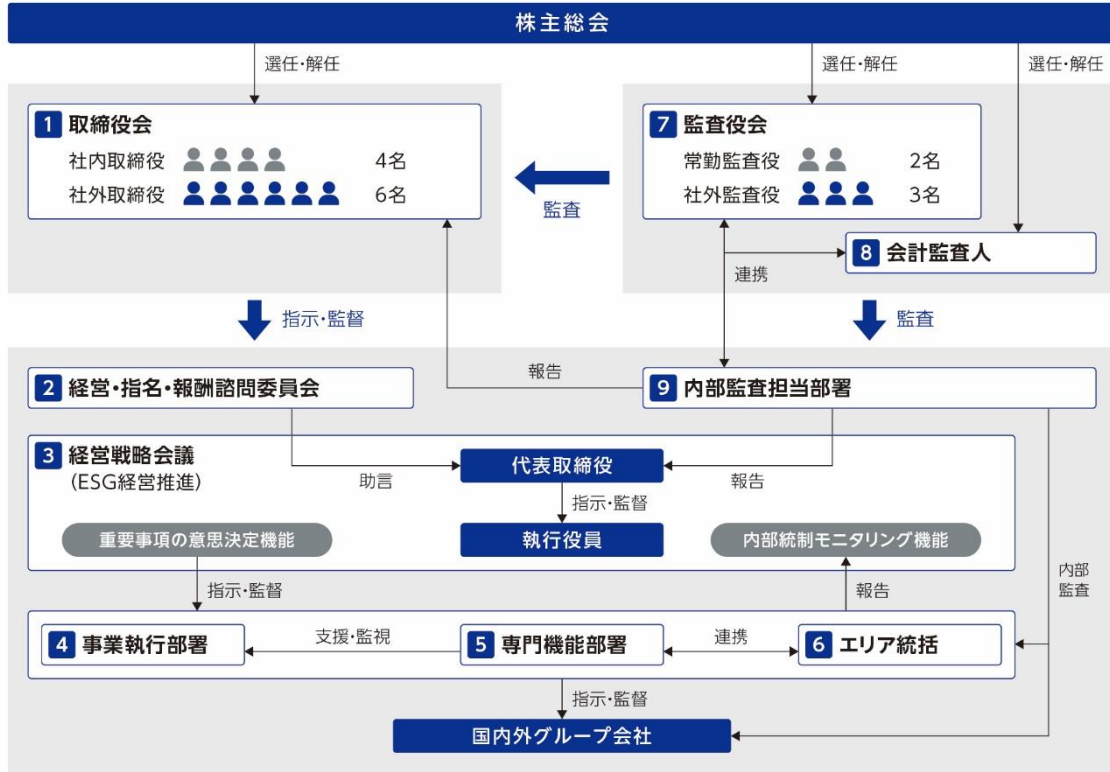 株主総会
選任・解任
選任・解任
選任・解任
1 取締役会
社内取締役 4名
社外取締役 6名
監査
7 監査役会
常勤監査役 2名
社外監査役 3名
8 会計監査人
連携
指示・監督
監査
2 経営・指名・報酬諮問委員会
報告
9 内部監査担当部署
3 経営戦略会議
(ESG経営推進)
助言
代表取締役
報告
指示・監督
重要事項の意思決定機能
執行役員
内部統制モニタリング機能
指示・監督
報告
内部
監査
4 事業執行部署
支援・監視
5 専門機能部署
連携
6 エリア統括
指示・監督
国内外グループ会社